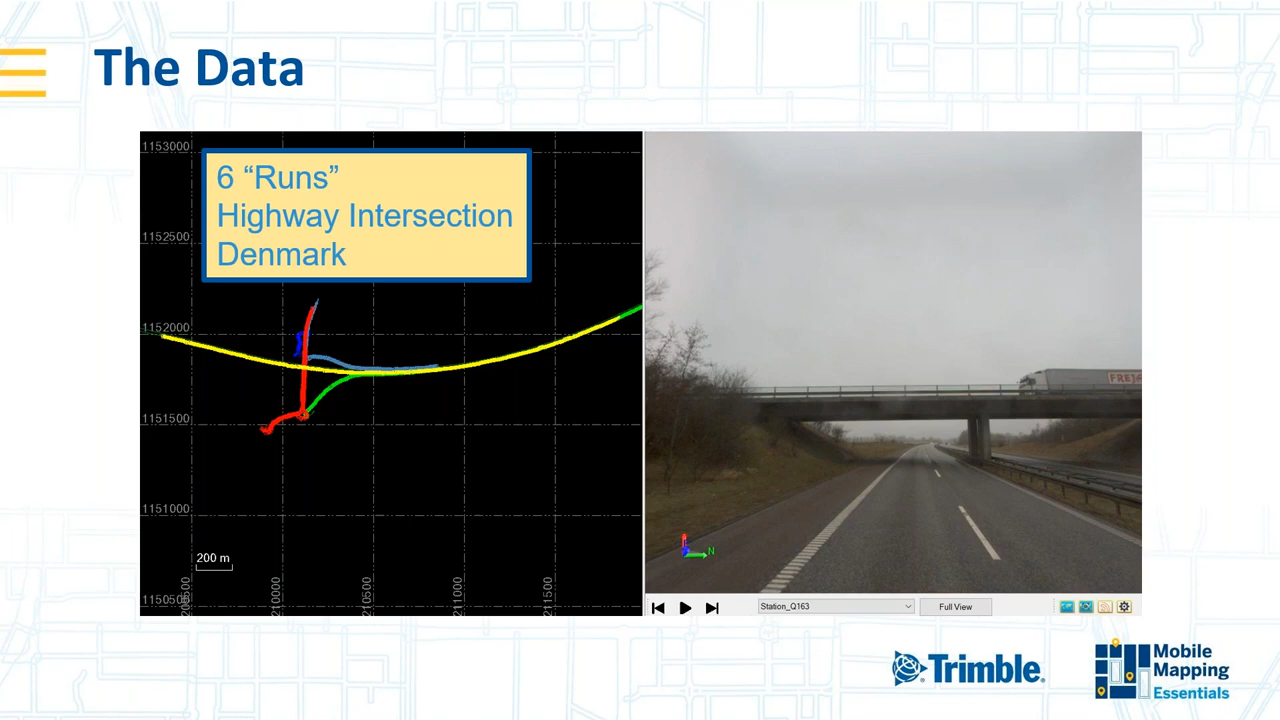 The Data
6 “Runs”
Highway Intersection
Denmark
1153000
1152500
1152000
1151500
1151000
1150500
200 m
210000
210500
211000
211500
N
Station_Q163
Full View
Trimble
Mobile
Mapping
Essentials